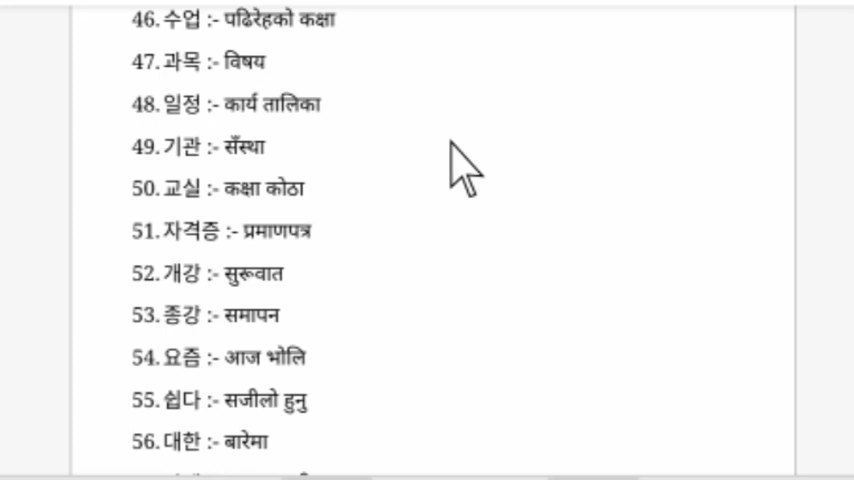 46. 수업 :- पढिरेहको कक्षा
47. 과목 :- विषय
48. 일정 :- कार्य तालिका
49. 기관 :- सँस्था
50. 교실 :- कक्षा कोठा
51. 자격증 :- प्रमाणपत्र
52. 개강 :- सुरूवात
53. 종강 :- समापन
54. 요즘 :- आज भोलि
55. 쉽다 :- सजीलो हुनु
56. 대한 :- बारेमा